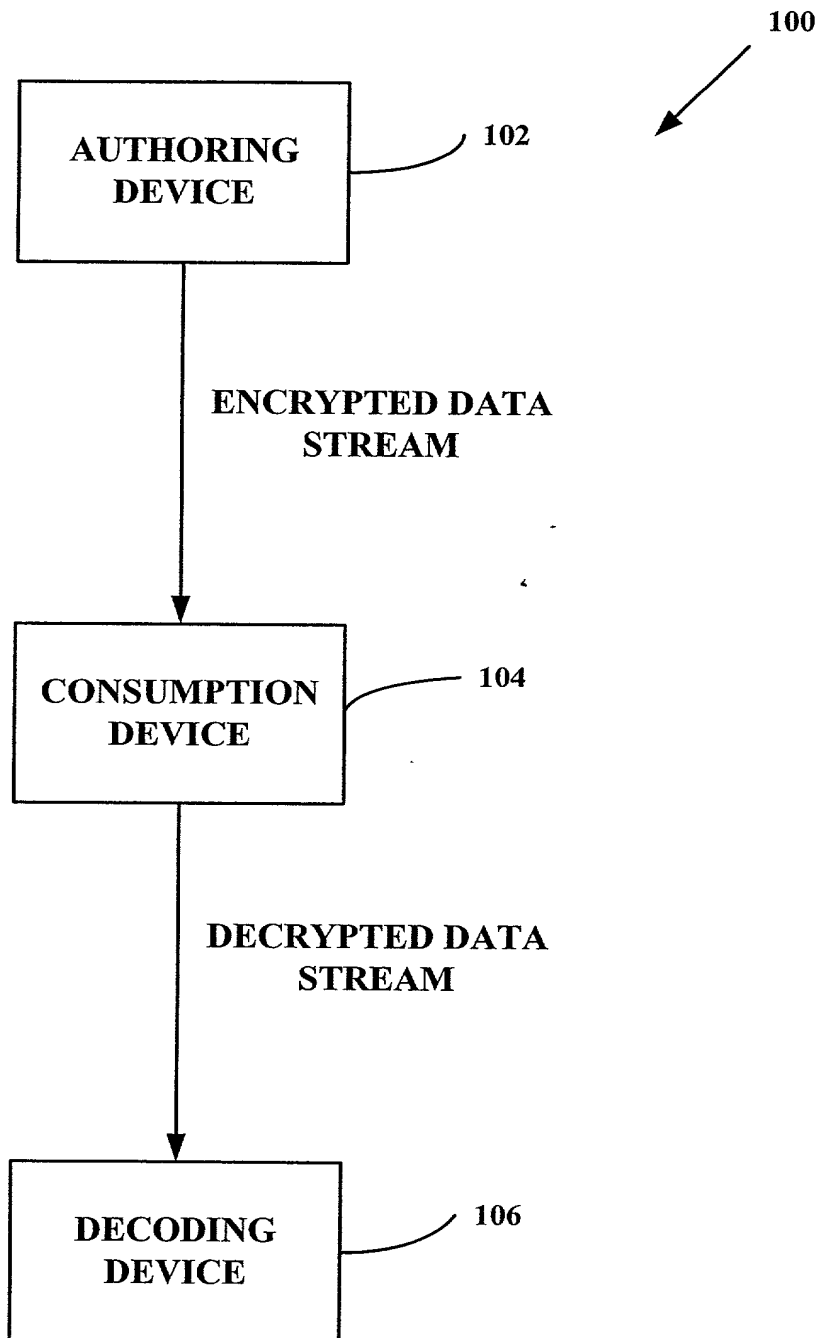 100
AUTHORING
DEVICE
102
ENCRYPTED DATA
STREAM
CONSUMPTION
DEVICE
104
DECRYPTED DATA
STREAM
DECODING
DEVICE
106